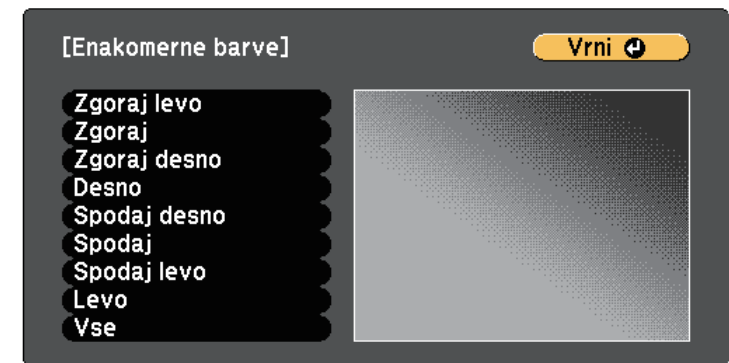 [Enakomerne barve]
Vrni
Zgoraj levo
Zgoraj
Zgoraj desno
Desno
Spodaj desno
Spodaj
Spodaj levo
Levo
Vse